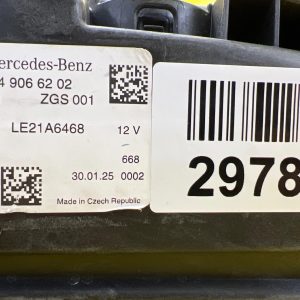 ercedes-Benz
4 906 62 02
ZGS 001
LE21A6468 12 V
668
30.01.25 0002
Made in Czech Republic
2978